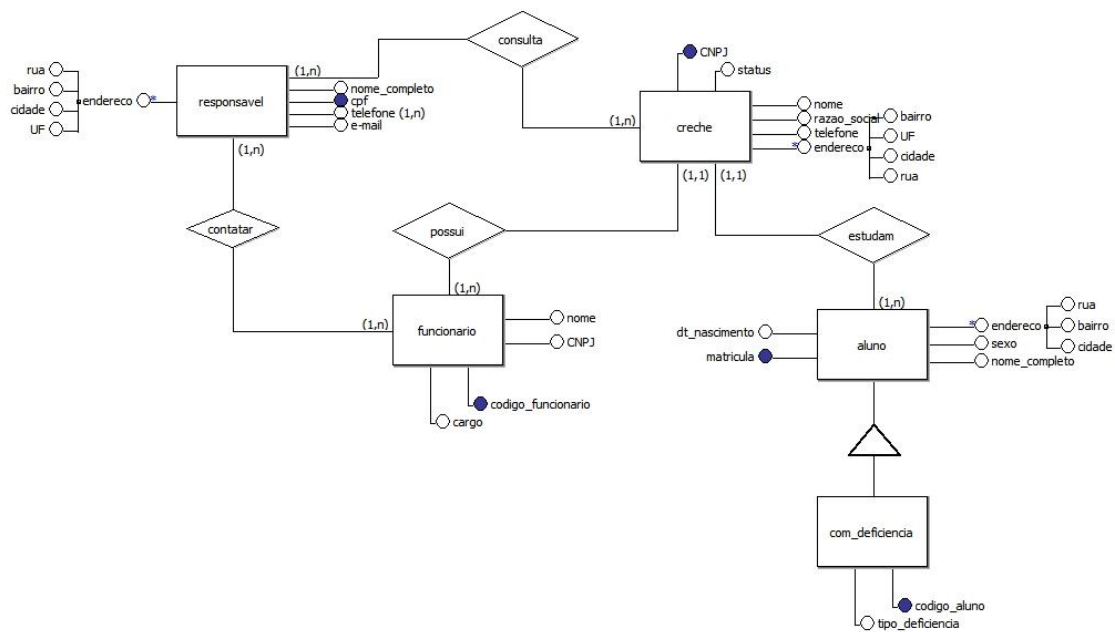 consulta
CNPJ
status
rua
bairro
cidade
UF
endereco
responsavel
(1,n)
nome_completo
cpf
telefone (1,n)
e-mail
(1,n)
(1,n)
creche
nome
razao_social
telefone
endereco
bairro
UF
cidade
rua
(1,1)
(1,1)
contatar
possui
estudam
(1,n)
(1,n)
(1,n)
funcionario
nome
CNPJ
codigo_funcionario
cargo
dt_nascimento
matricula
aluno
endereco
sexo
nome_completo
rua
bairro
cidade
com_deficiencia
codigo_aluno
tipo_deficiencia